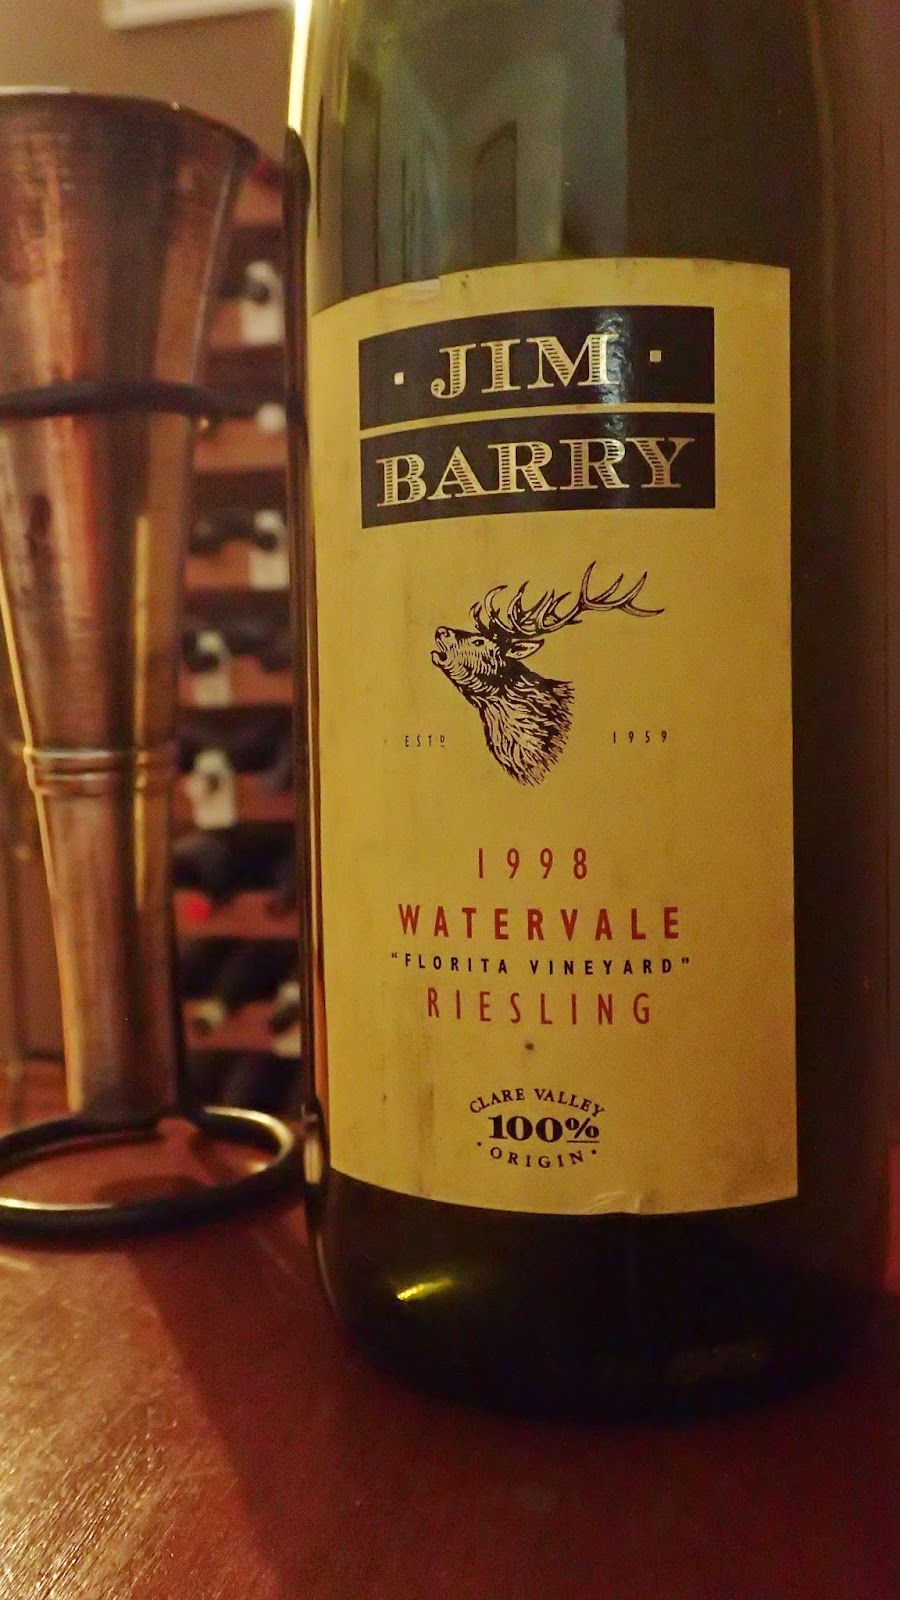 · JIM ·
BARRY
ESTD 1959
1998
WATERVALE
"FLORITA VINEYARD"
RIESLING
CLARE VALLEY
100%
· ORIGIN ·